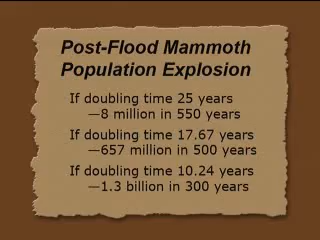 Post-Flood Mammoth
Population Explosion
If doubling time 25 years
—8 million in 550 years
If doubling time 17.67 years
—657 million in 500 years
If doubling time 10.24 years
—1.3 billion in 300 years